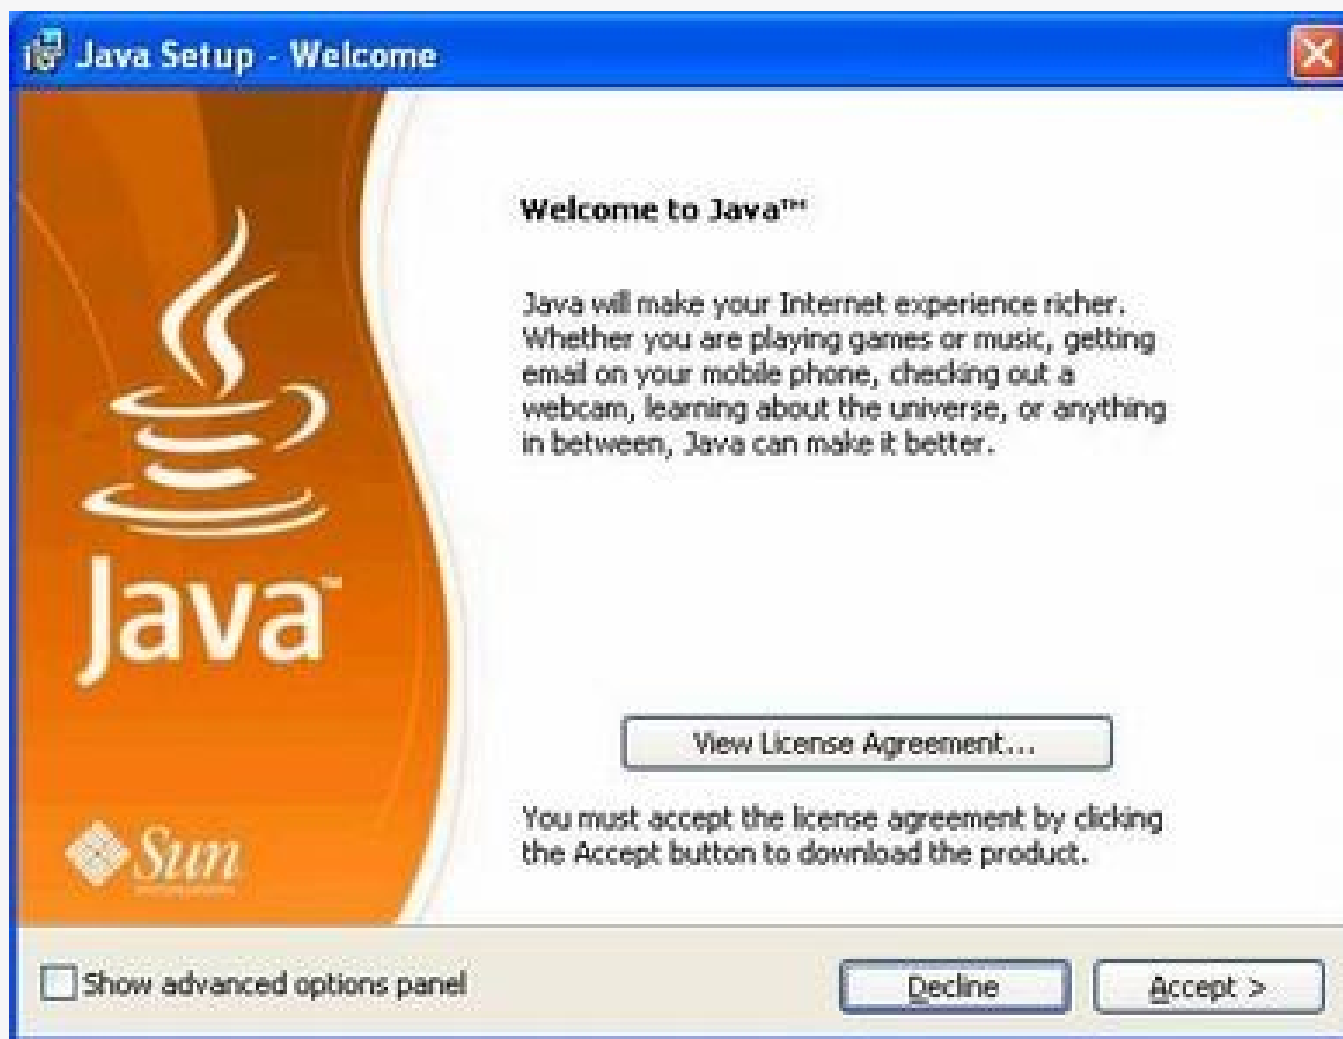 Java Setup - Welcome
Welcome to Java™
Java will make your Internet experience richer.
Whether you are playing games or music, getting
email on your mobile phone, checking out a
webcam, learning about the universe, or anything
in between, Java can make it better.
Java™
View License Agreement...
You must accept the license agreement by clicking
the Accept button to download the product.
Sun
Show advanced options panel
Decline
Accept >